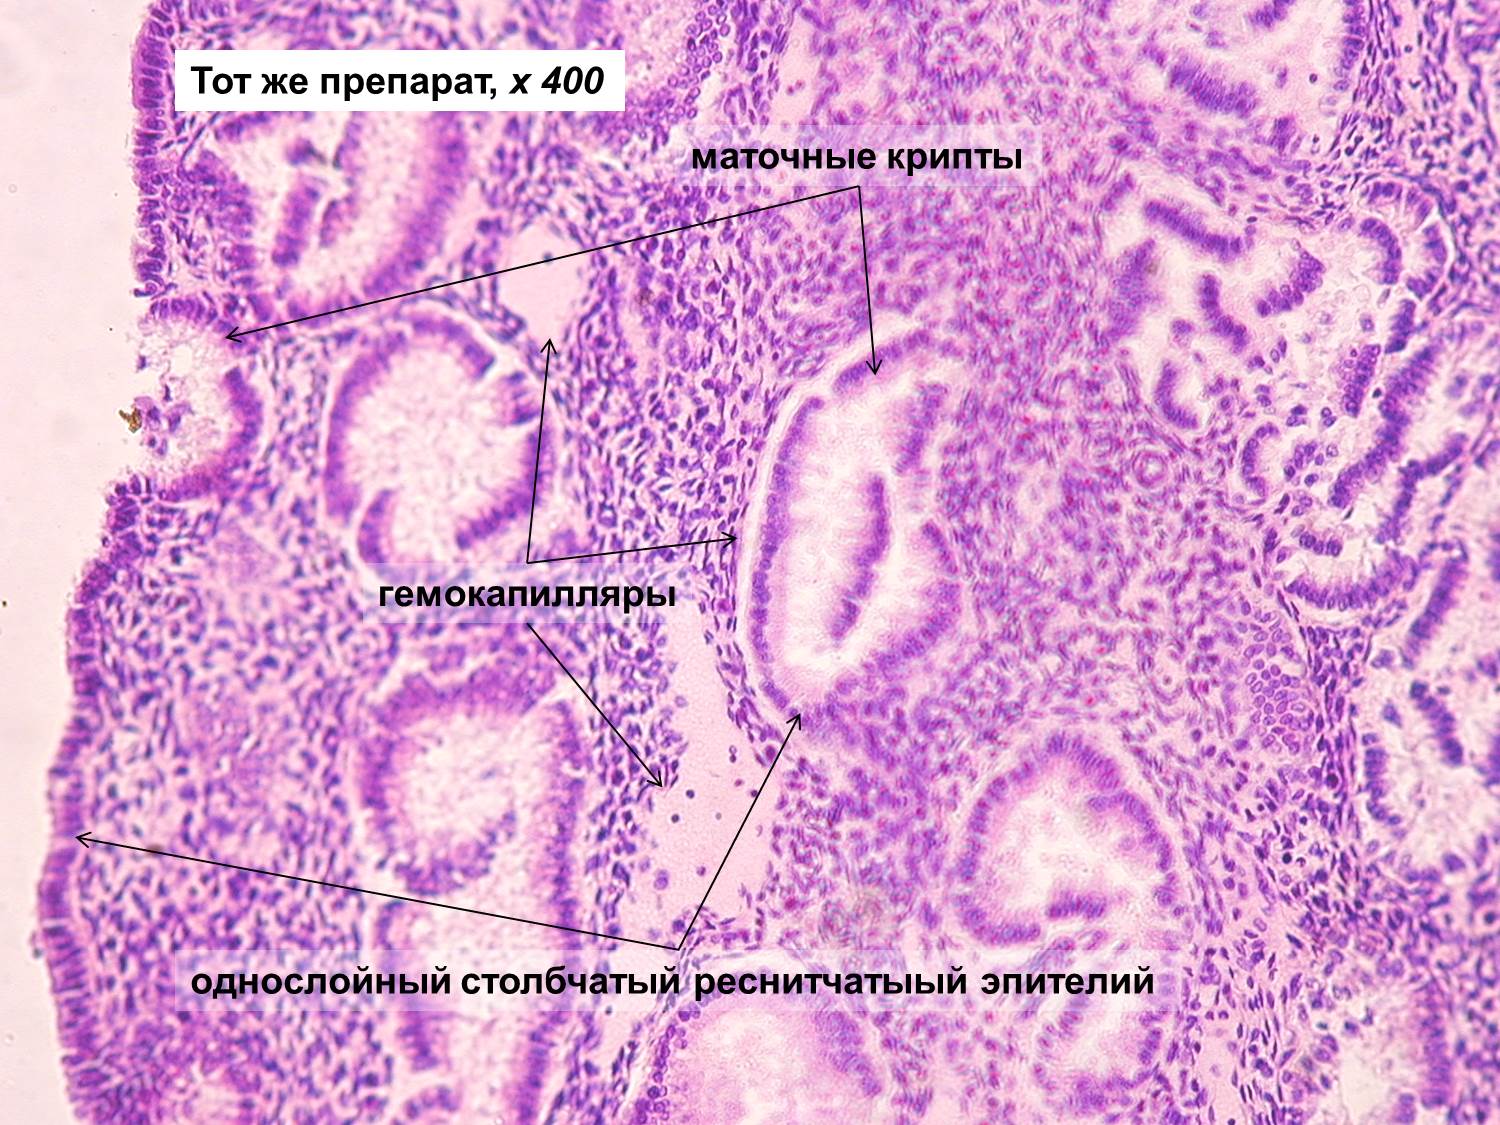 Тот же препарат, х 400
маточные крипты
гемокапилляры
однослойный столбчатый реснитчатыый эпителий